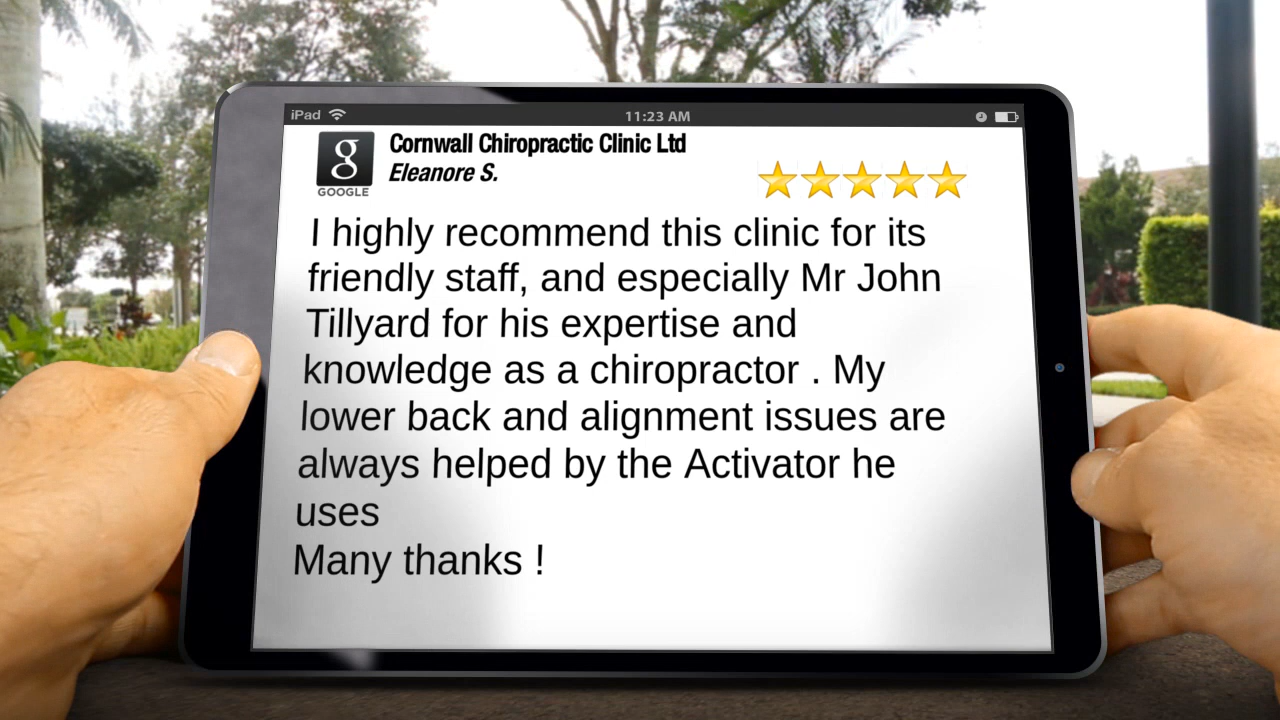 iPad 11:23 AM
g
GOOGLE
Cornwall Chiropractic Clinic Ltd
Eleanore S.
I highly recommend this clinic for its
friendly staff, and especially Mr John
Tillyard for his expertise and
knowledge as a chiropractor . My
lower back and alignment issues are
always helped by the Activator he
uses
Many thanks !